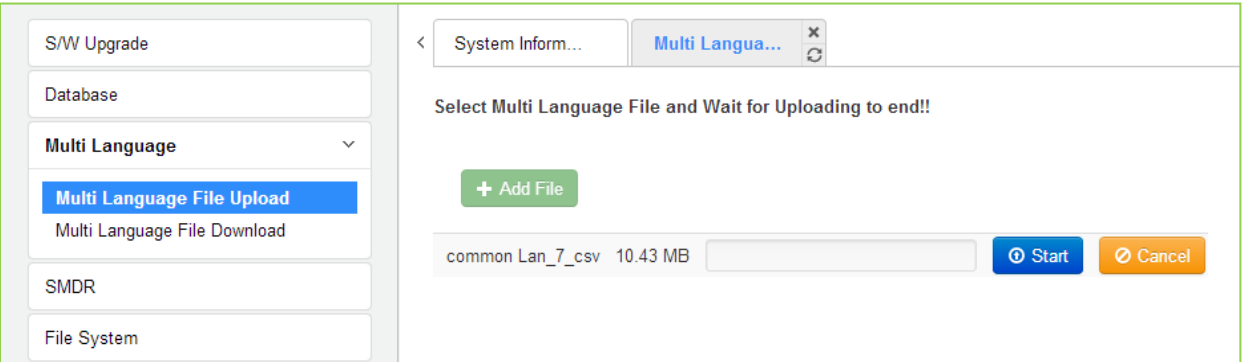 S/W Upgrade
Database
Multi Language
Multi Language File Upload
Multi Language File Download
SMDR
File System
System Inform...
Multi Langua...
Select Multi Language File and Wait for Uploading to end!!
+ Add File
common Lan_7_csv 10.43 MB Start Cancel